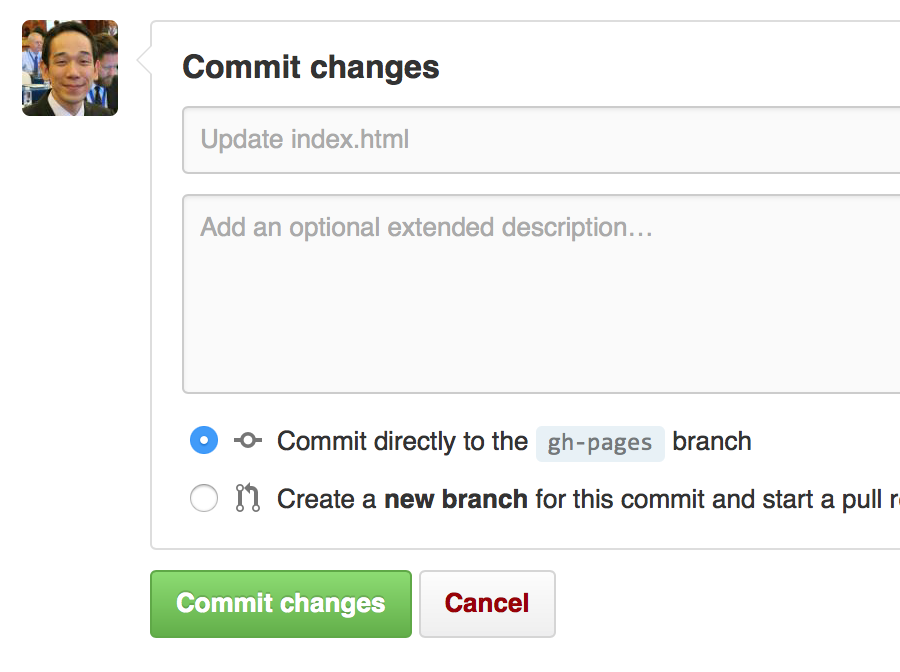 Commit changes
Update index.html
Add an optional extended description…
Commit directly to the gh-pages branch
Create a new branch for this commit and start a pull
Commit changes Cancel